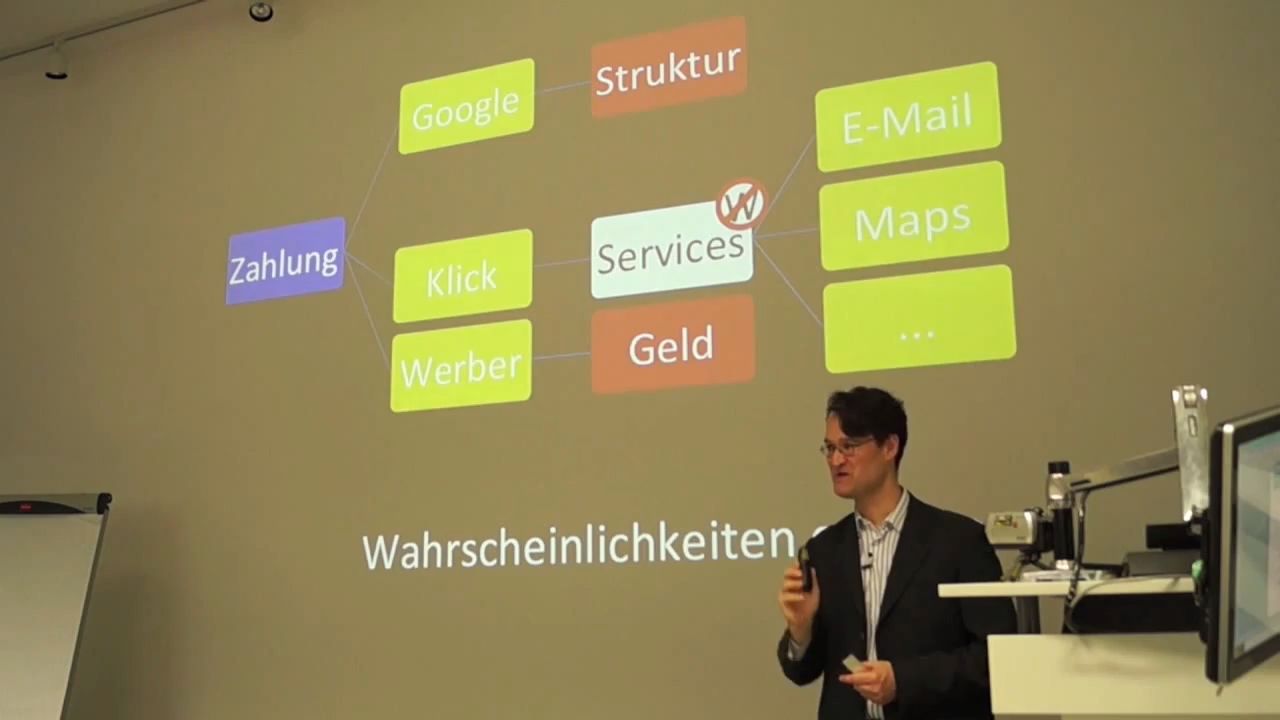 Struktur
Google
E-Mail
W
Maps
Services
Zahlung
Klick
Geld
Werber
...
Wahrscheinlichkeiten